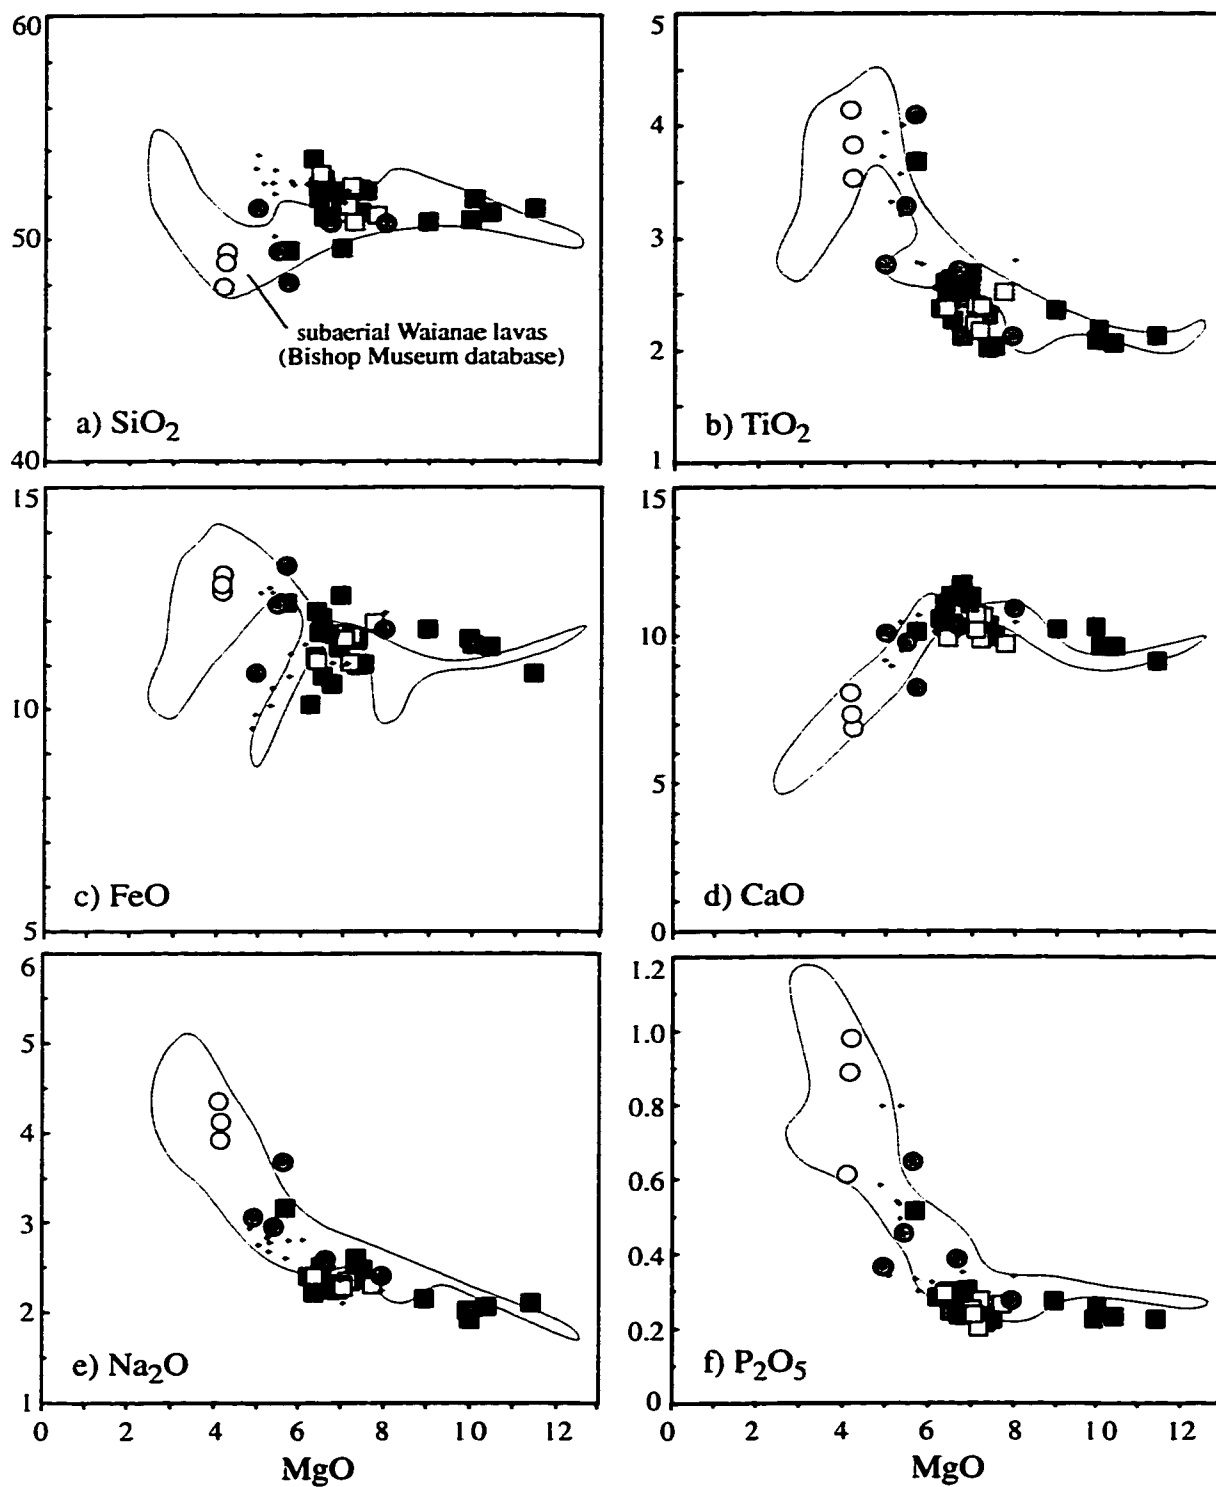 60
50
40
subaerial Waianae lavas
(Bishop Museum database)
a) SiO2
5
4
3
2
1
b) TiO2
15
10
5
c) FeO
15
10
5
0
d) CaO
6
5
4
3
2
1
e) Na2O
0 2 4 6 8 10 12
MgO
1.2
1.0
0.8
0.6
0.4
0.2
0
f) P2O5
0 2 4 6 8 10 12
MgO